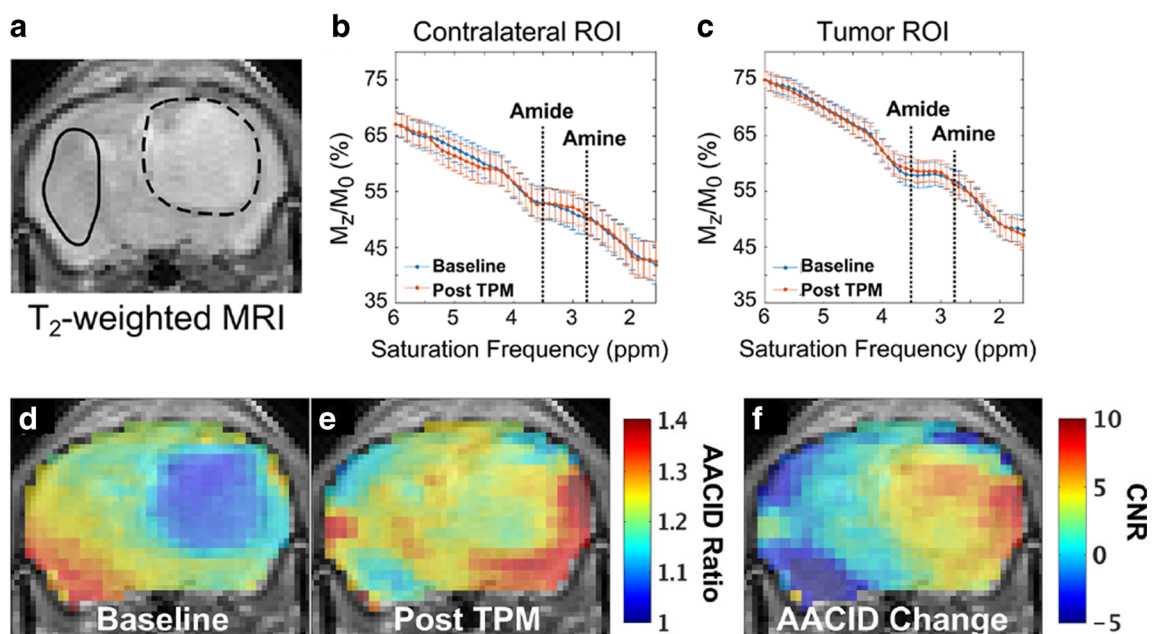 a
T2-weighted MRI
b
Contralateral ROI
Amide
Amine
75
65
55
45
35
MZ/M0 (%)
Baseline
Post TPM
6 5 4 3 2
Saturation Frequency (ppm)
c
Tumor ROI
Amide
Amine
75
65
55
45
35
MZ/M0 (%)
Baseline
Post TPM
6 5 4 3 2
Saturation Frequency (ppm)
d
Baseline
e
Post TPM
1.4
1.3
1.2
1.1
1
AACID Ratio
f
AACID Change
10
5
0
-5
CNR